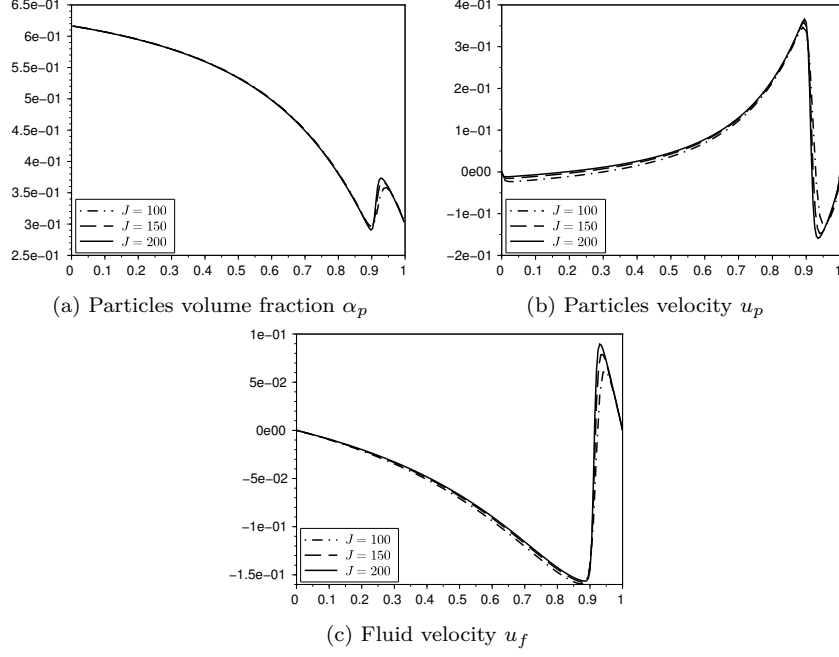 6.5e−01
6e−01
5.5e−01
5e−01
4.5e−01
4e−01
3.5e−01
3e−01
2.5e−01
J = 100
J = 150
J = 200
0 0.1 0.2 0.3 0.4 0.5 0.6 0.7 0.8 0.9 1
(a) Particles volume fraction αp
4e−01
3e−01
2e−01
1e−01
0e00
−1e−01
−2e−01
J = 100
J = 150
J = 200
0 0.1 0.2 0.3 0.4 0.5 0.6 0.7 0.8 0.9 1
(b) Particles velocity up
1e−01
5e−02
0e00
−5e−02
−1e−01
−1.5e−01
J = 100
J = 150
J = 200
0 0.1 0.2 0.3 0.4 0.5 0.6 0.7 0.8 0.9 1
(c) Fluid velocity uf